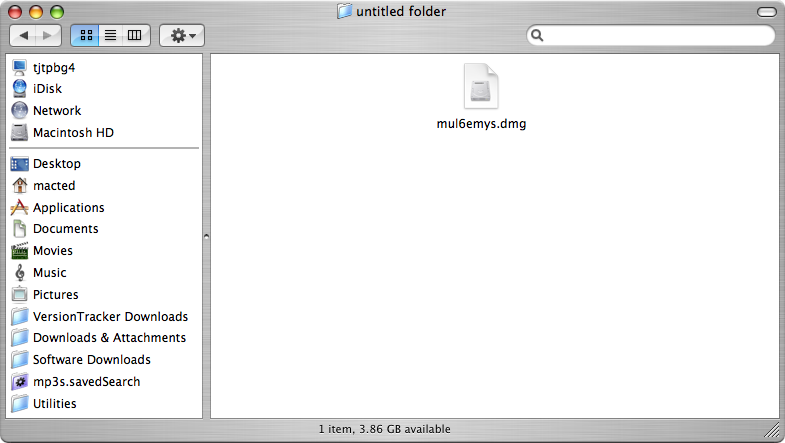 untitled folder
tjtpbg4
iDisk
Network
Macintosh HD
Desktop
macted
Applications
Documents
Movies
Music
Pictures
VersionTracker Downloads
Downloads & Attachments
Software Downloads
mp3s.savedSearch
Utilities
mul6emys.dmg
1 item, 3.86 GB available